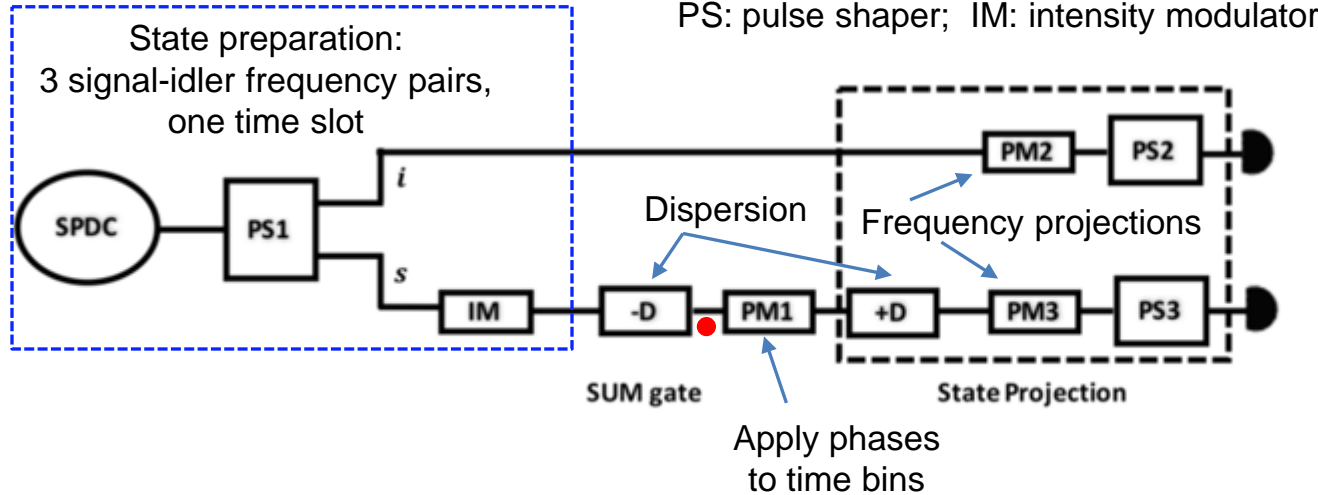 PS: pulse shaper; IM: intensity modulator
State preparation:
3 signal-idler frequency pairs,
one time slot
SPDC
PS1
i
s
IM
-D
PM1
+D
PM2
PS2
PM3
PS3
Dispersion
Frequency projections
SUM gate
State Projection
Apply phases
to time bins